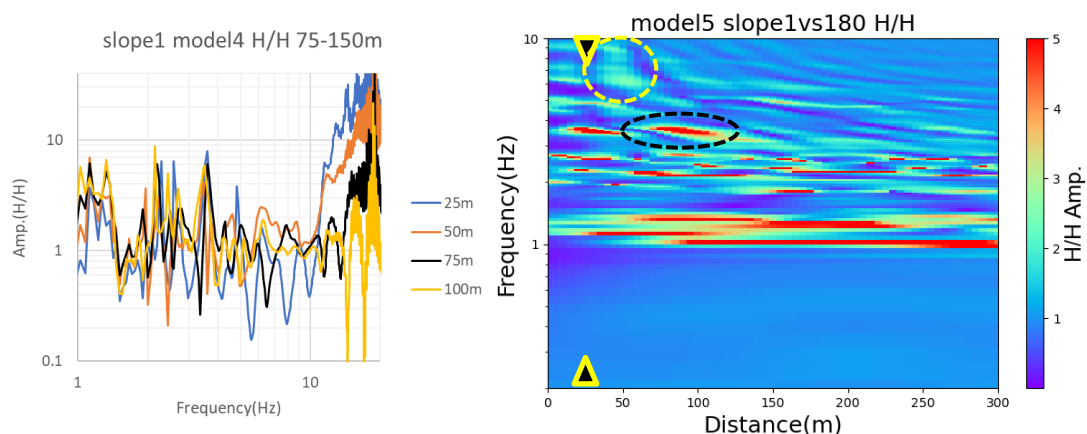 slope1 model4 H/H 75-150m
Amp.(H/H)
10
1
0.1
1
10
Frequency(Hz)
25m
50m
75m
100m
model5 slope1vs180 H/H
Frequency(Hz)
10
1
0
50
100
150
200
250
300
Distance(m)
5
4
3
2
1
H/H Amp.